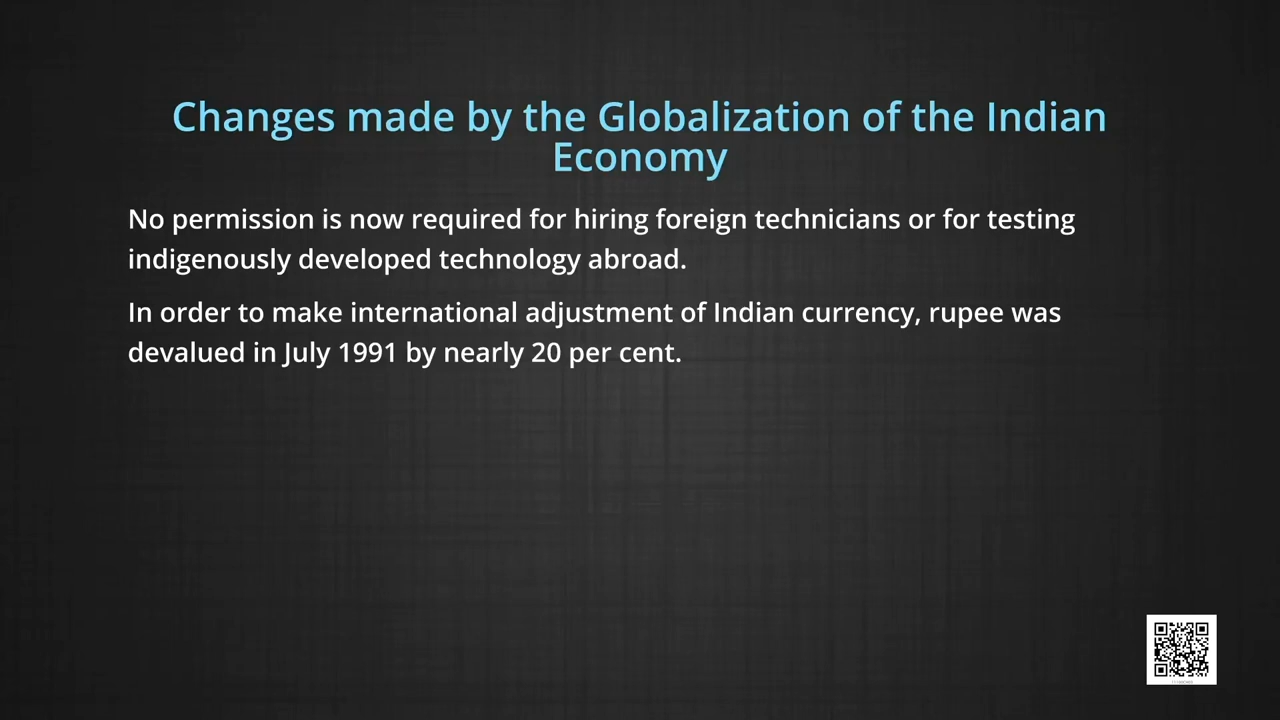 Changes made by the Globalization of the Indian
Economy
No permission is now required for hiring foreign technicians or for testing
indigenously developed technology abroad.
In order to make international adjustment of Indian currency, rupee was
devalued in July 1991 by nearly 20 per cent.